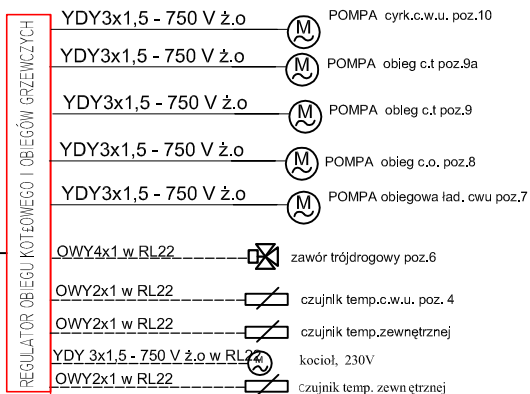 REGULATOR OBIEGU KOTŁOWEGO I OBIEGÓW GRZEWCZYCH
YDY3x1,5 - 750 V ż.o M POMPA cyrk.c.w.u. poz.10
YDY3x1,5 - 750 V ż.o M POMPA obieg c.t poz.9a
YDY3x1,5 - 750 V ż.o M POMPA obieg c.t poz.9
YDY3x1,5 - 750 V ż.o M POMPA obieg c.o. poz.8
YDY3x1,5 - 750 V ż.o M POMPA obiegowa ład. cwu poz.7
OWY4x1 w RL22 zawór trójdrogowy poz.6
OWY2x1 w RL22 czujnik temp.c.w.u. poz. 4
OWY2x1 w RL22 czujnik temp.zewnętrznej
YDY 3x1,5 - 750 V ż.o w RL22 M kocioł, 230V
OWY2x1 w RL22 czujnik temp. zewnętrznej